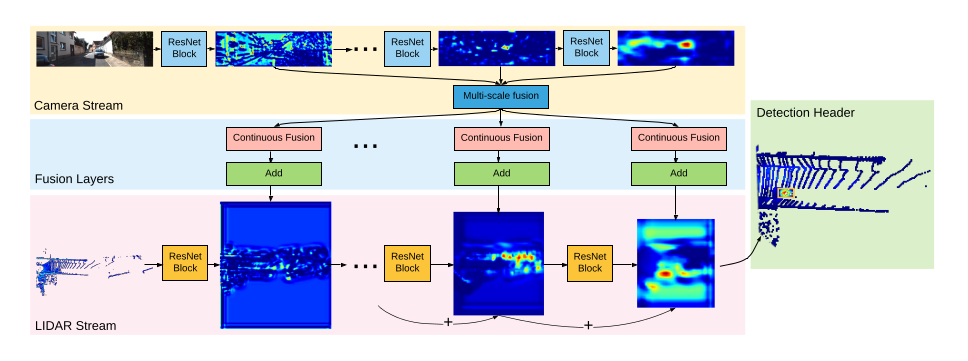 ResNet
Block
...
ResNet
Block
ResNet
Block
Multi-scale fusion
Camera Stream
Detection Header
Continuous Fusion
...
Continuous Fusion
Continuous Fusion
Add
Add
Add
Fusion Layers
ResNet
Block
...
ResNet
Block
ResNet
Block
LIDAR Stream
+
+